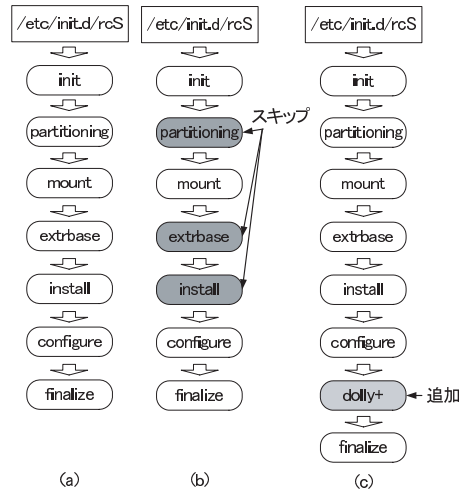 /etc/init.d/rcS
init
partitioning
mount
extrbase
install
configure
finalize
(a)
/etc/init.d/rcS
init
partitioning
スキップ
mount
extrbase
install
configure
finalize
(b)
/etc/init.d/rcS
init
partitioning
mount
extrbase
install
configure
dolly+
追加
finalize
(c)